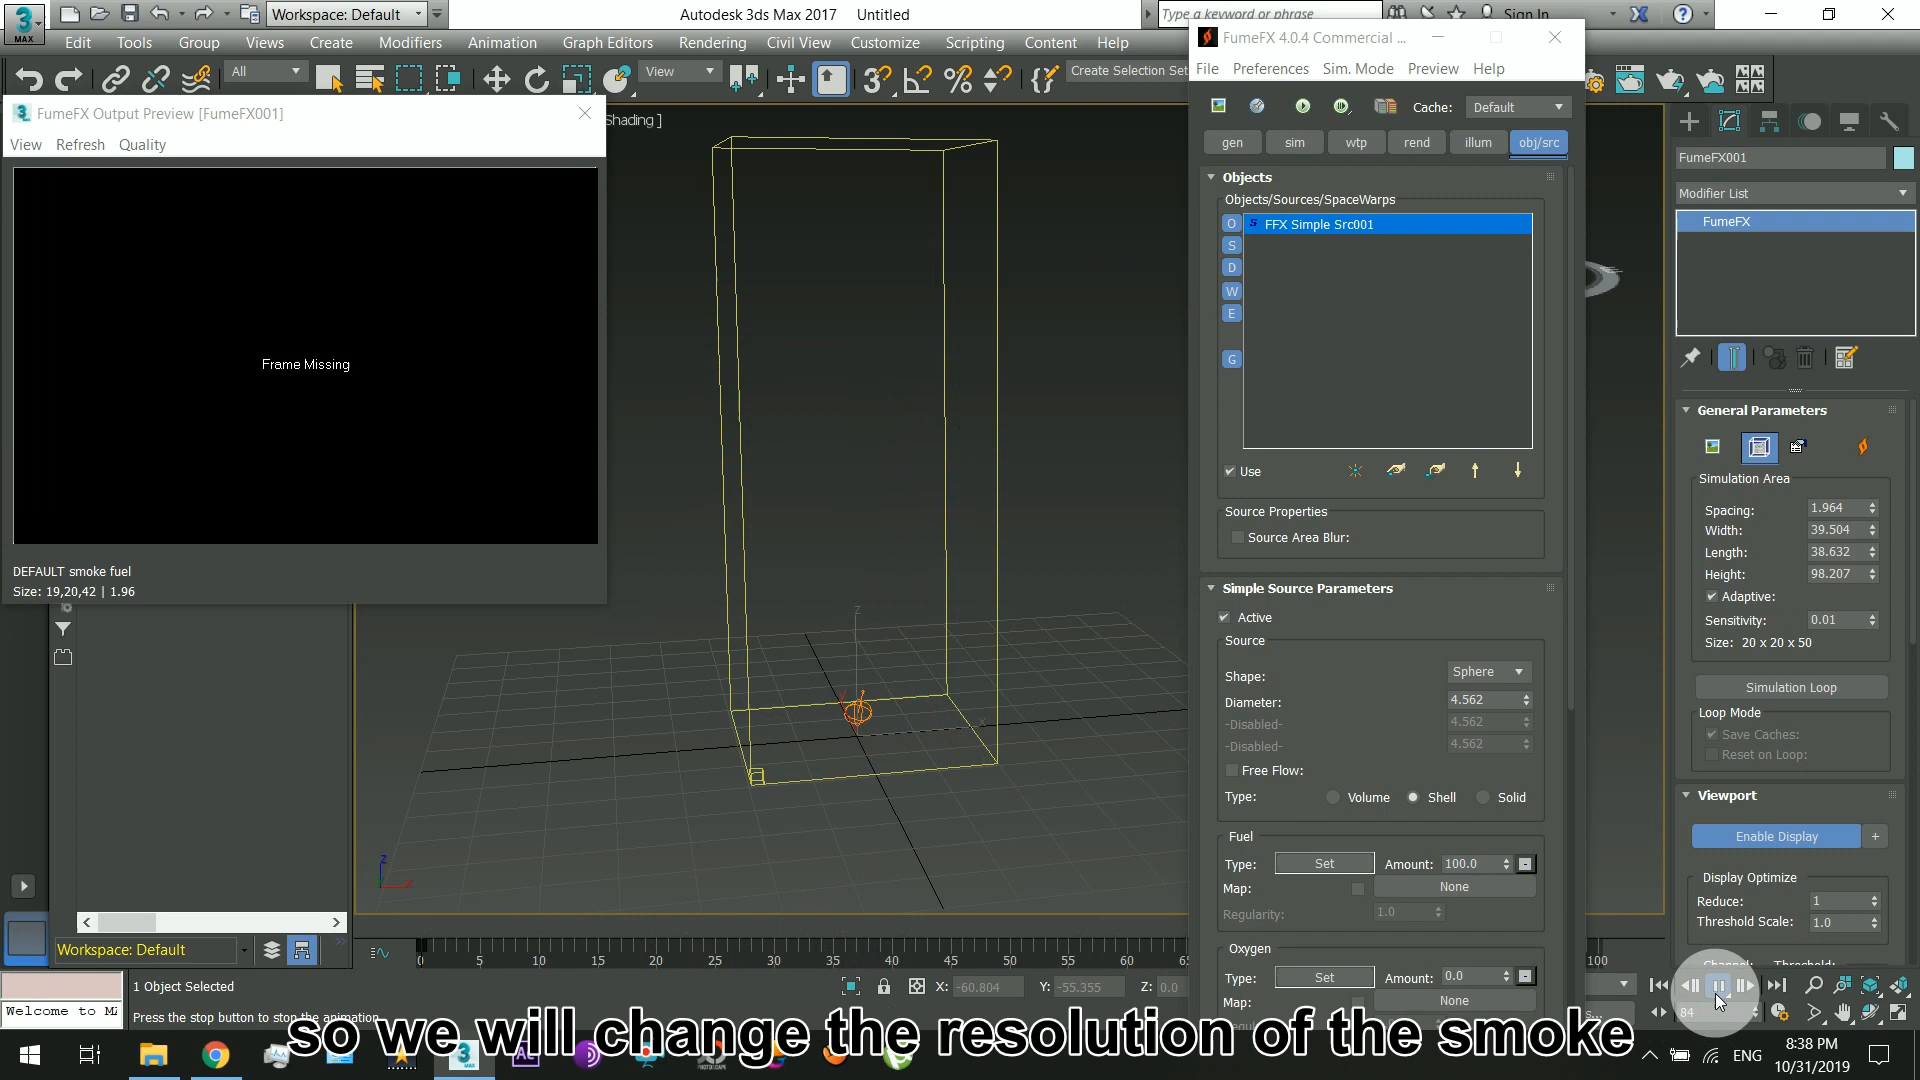 Workspace: Default
Autodesk 3ds Max 2017 Untitled
Type a keyword or phrase
Sign In
MAX
Edit Tools Group Views Create Modifiers Animation Graph Editors Rendering Civil View Customize Scripting Content Help
All
View
Create Selection Set
FumeFX 4.0.4 Commercial ...
File Preferences Sim. Mode Preview Help
Cache: Default
gen sim wtp rend illum obj/src
Objects
Objects/Sources/SpaceWarps
O
S
D
W
E
G
FFX Simple Src001
Use
Source Properties
Source Area Blur:
Simple Source Parameters
Active
Source
Shape: Sphere
Diameter: 4.562
-Disabled- 4.562
-Disabled- 4.562
Free Flow:
Type: Volume Shell Solid
Fuel
Type: Set Amount: 100.0
Map: None
Regularity: 1.0
Oxygen
Type: Set Amount: 0.0
Map: None
FumeFX Output Preview [FumeFX001]
View Refresh Quality
Frame Missing
DEFAULT smoke fuel
Size: 19,20,42 | 1.96
Shading ]
FumeFX001
Modifier List
FumeFX
General Parameters
Simulation Area
Spacing: 1.964
Width: 39.504
Length: 38.632
Height: 98.207
Adaptive:
Sensitivity: 0.01
Size: 20 x 20 x 50
Simulation Loop
Loop Mode
Save Caches:
Reset on Loop:
Viewport
Enable Display +
Display Optimize
Reduce: 1
Threshold Scale: 1.0
Workspace: Default
0 5 10 15 20 25 30 35 40 45 50 55 60 100
1 Object Selected
X: -60.804 Y: -55.355 Z: 0.0
84
Welcome to MA
Press the stop button to stop the animation
so we will change the resolution of the smoke
ENG
8:38 PM
10/31/2019